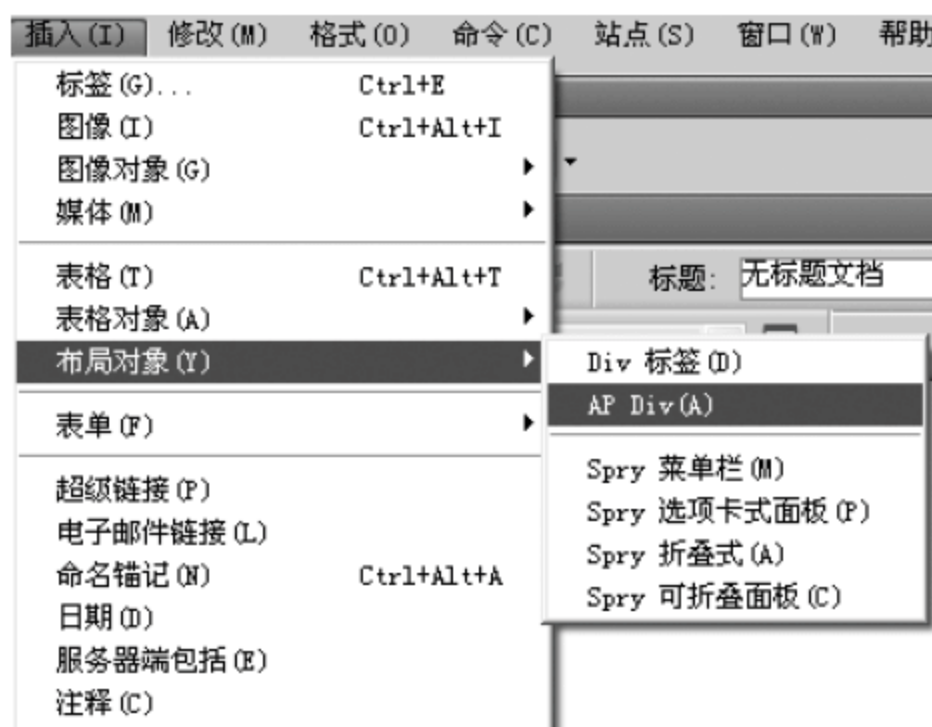 插入(I) 修改(M) 格式(O) 命令(C) 站点(S) 窗口(W) 帮助
标签(G)... Ctrl+E
图像(I) Ctrl+Alt+I
图像对象(G)
媒体(M)
表格(T) Ctrl+Alt+T
标题: 无标题文档
表格对象(A)
布局对象(Y)
Div 标签(D)
AP Div(A)
表单(F)
Spry 菜单栏(M)
超级链接(P)
Spry 选项卡式面板(P)
电子邮件链接(L)
Spry 折叠式(A)
命名锚记(N) Ctrl+Alt+A
Spry 可折叠面板(C)
日期(D)
服务器端包括(E)
注释(C)